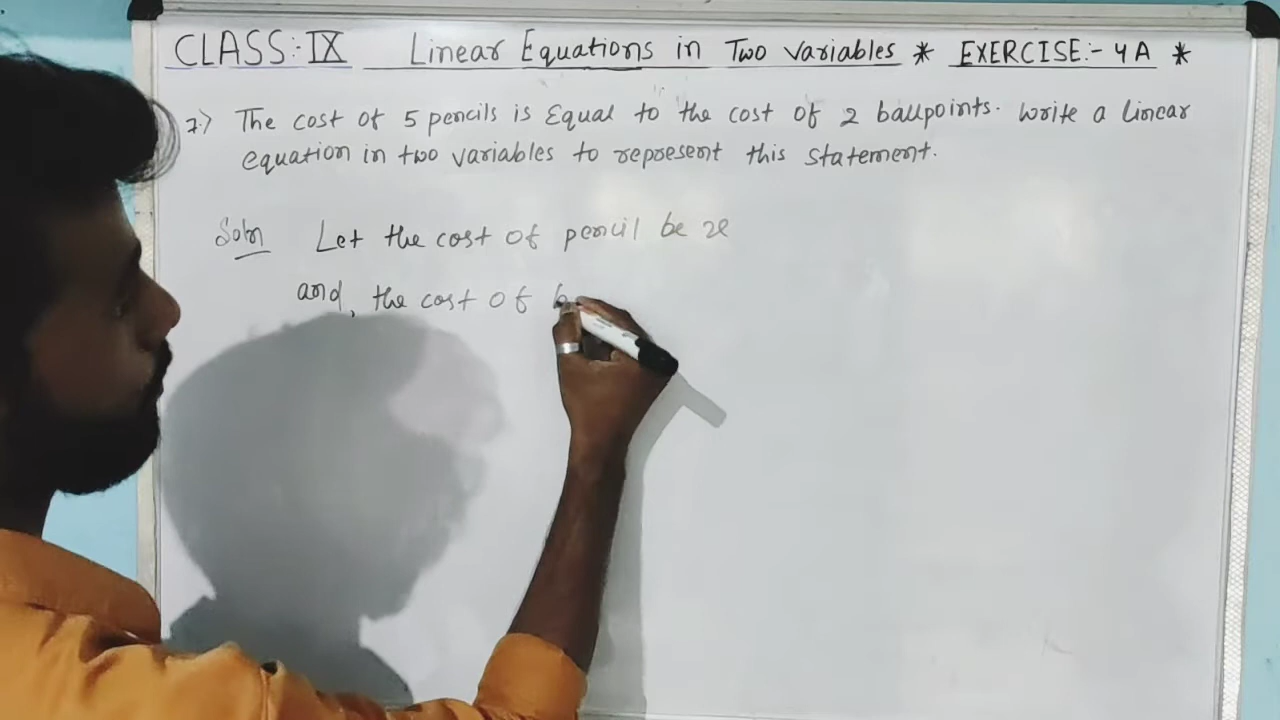 CLASS:- IX Linear Equations in Two variables * EXERCISE:- 4A *
7.) The cost of 5 pencils is Equal to the cost of 2 ballpoints. Write a linear
equation in two variables to represent this statement.
Soln Let the cost of pencil be x
and, the cost of b